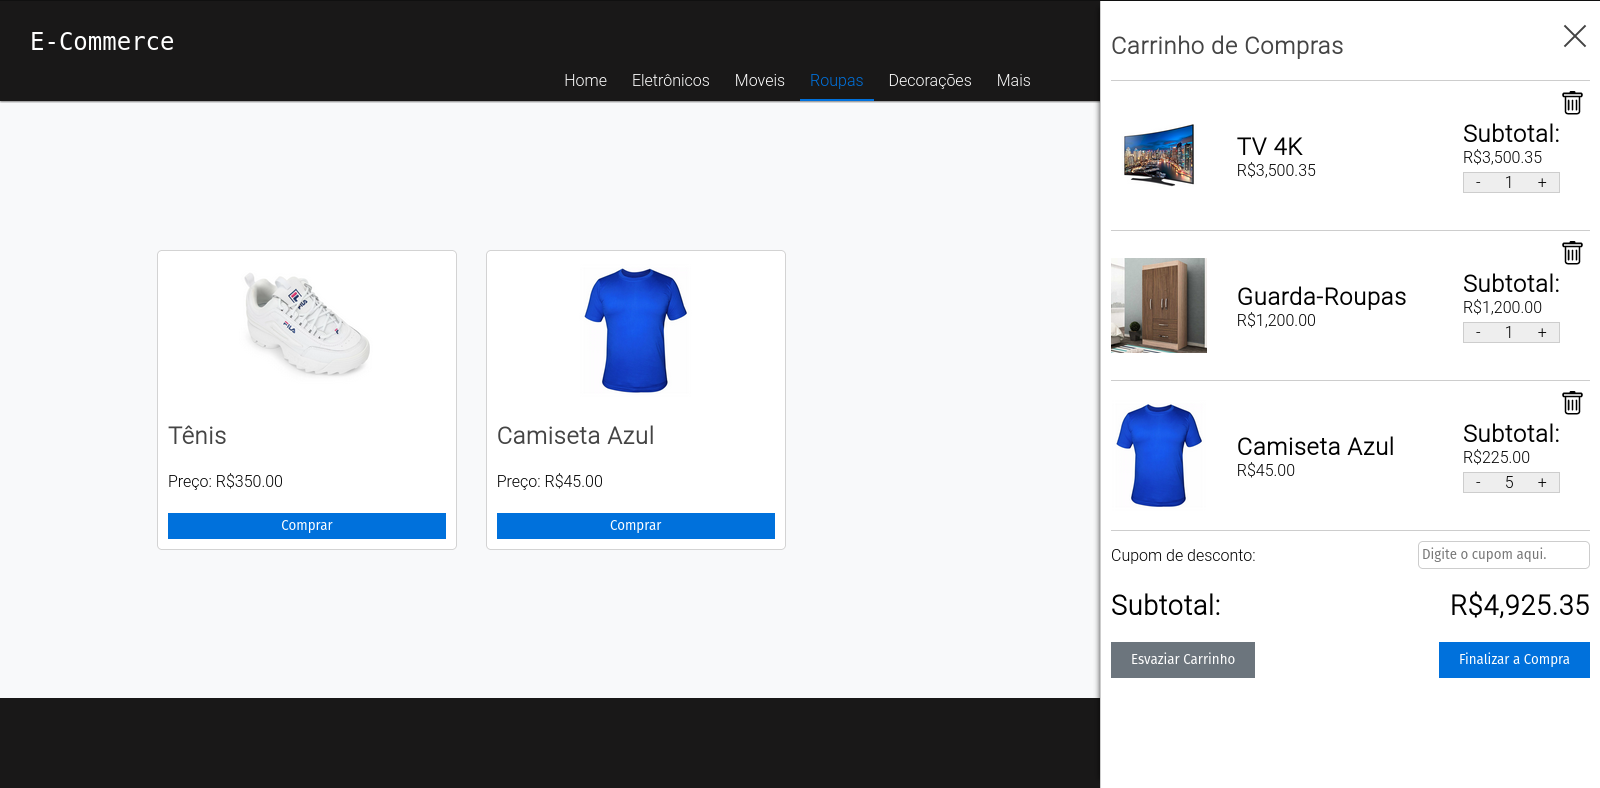 E-Commerce
Home Eletrônicos Moveis Roupas Decorações Mais
FILA
FILA
Tênis
Preço: R$350.00
Comprar
Camiseta Azul
Preço: R$45.00
Comprar
Carrinho de Compras
TV 4K
R$3,500.35
Subtotal:
R$3,500.35
- 1 +
Guarda-Roupas
R$1,200.00
Subtotal:
R$1,200.00
- 1 +
Camiseta Azul
R$45.00
Subtotal:
R$225.00
- 5 +
Cupom de desconto: Digite o cupom aqui.
Subtotal: R$4,925.35
Esvaziar Carrinho Finalizar a Compra